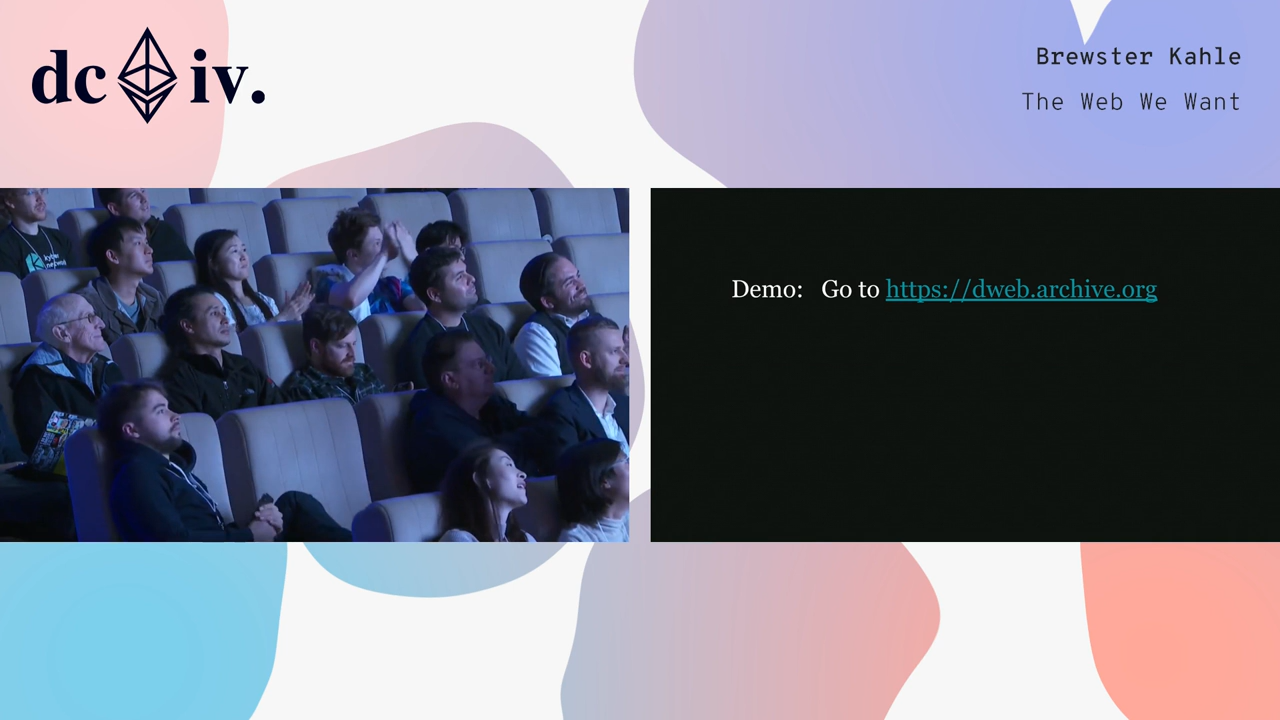 dc iv.
Brewster Kahle
The Web We Want
Demo: Go to https://dweb.archive.org